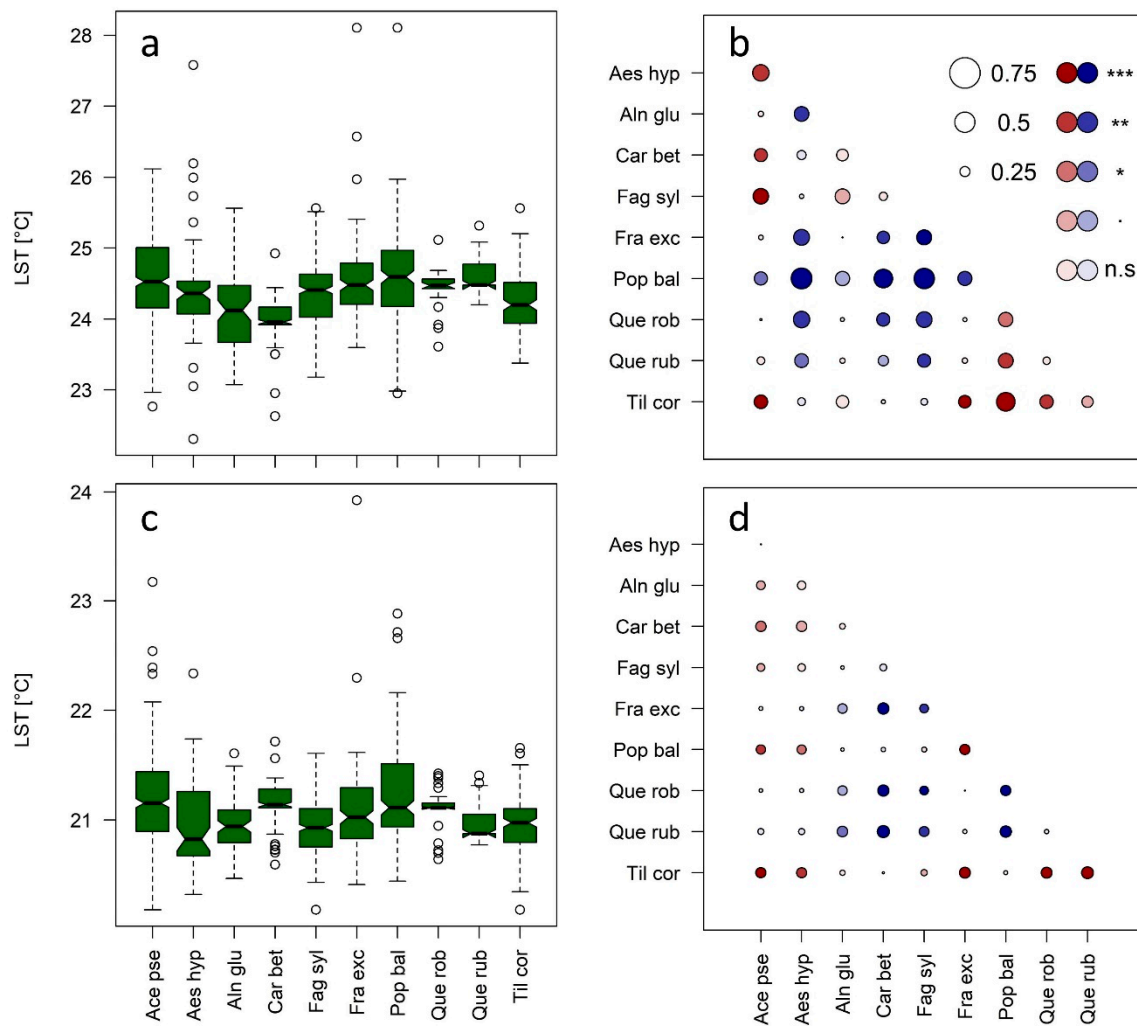 a
LST [°C]
28
27
26
25
24
23
b
Aes hyp
Aln glu
Car bet
Fag syl
Fra exc
Pop bal
Que rob
Que rub
Til cor
0.75 ***
0.5 **
0.25 *
.
n.s
c
LST [°C]
24
23
22
21
Ace pse
Aes hyp
Aln glu
Car bet
Fag syl
Fra exc
Pop bal
Que rob
Que rub
Til cor
d
Aes hyp
Aln glu
Car bet
Fag syl
Fra exc
Pop bal
Que rob
Que rub
Til cor
Ace pse
Aes hyp
Aln glu
Car bet
Fag syl
Fra exc
Pop bal
Que rob
Que rub